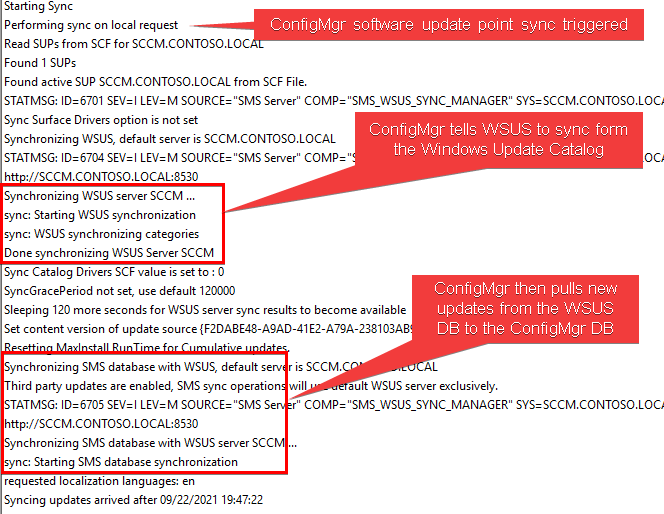 Starting Sync
Performing sync on local request
ConfigMgr software update point sync triggered
Read SUPs from SCF for SCCM.CONTOSO.LOCAL
Found 1 SUPs
Found active SUP SCCM.CONTOSO.LOCAL from SCF File.
STATMSG: ID=6701 SEV=I LEV=M SOURCE="SMS Server" COMP="SMS_WSUS_SYNC_MANAGER" SYS=SCCM.CONTOSO.LOCA
Sync Surface Drivers option is not set
Synchronizing WSUS, default server is SCCM.CONTOSO.LOCAL
ConfigMgr tells WSUS to sync form
the Windows Update Catalog
STATMSG: ID=6704 SEV=I LEV=M SOURCE="SMS Server" COMP="S
http://SCCM.CONTOSO.LOCAL:8530
Synchronizing WSUS server SCCM ...
sync: Starting WSUS synchronization
sync: WSUS synchronizing categories
Done synchronizing WSUS Server SCCM
Sync Catalog Drivers SCF value is set to : 0
SyncGracePeriod not set, use default 120000
Sleeping 120 more seconds for WSUS server sync results to become available
Set content version of update source {F2DABE48-A9AD-41E2-A79A-238103AB9
ConfigMgr then pulls new
updates from the WSUS
DB to the ConfigMgr DB
Resetting MaxInstall RunTime for Cumulative updates.
Synchronizing SMS database with WSUS, default server is SCCM.CONTOSO.LOCAL
Third party updates are enabled, SMS sync operations will use default WSUS server exclusively.
STATMSG: ID=6705 SEV=I LEV=M SOURCE="SMS Server" COMP="SMS_WSUS_SYNC_MANAGER" SYS=SCCM.CONTOSO.LOCA
http://SCCM.CONTOSO.LOCAL:8530
Synchronizing SMS database with WSUS server SCCM ...
sync: Starting SMS database synchronization
requested localization languages: en
Syncing updates arrived after 09/22/2021 19:47:22